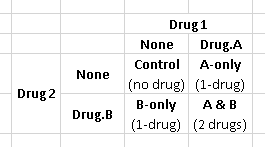 Drug 1
None Drug.A
Drug 2 None Control A-only
(no drug) (1-drug)
Drug.B B-only A & B
(1-drug) (2 drugs)